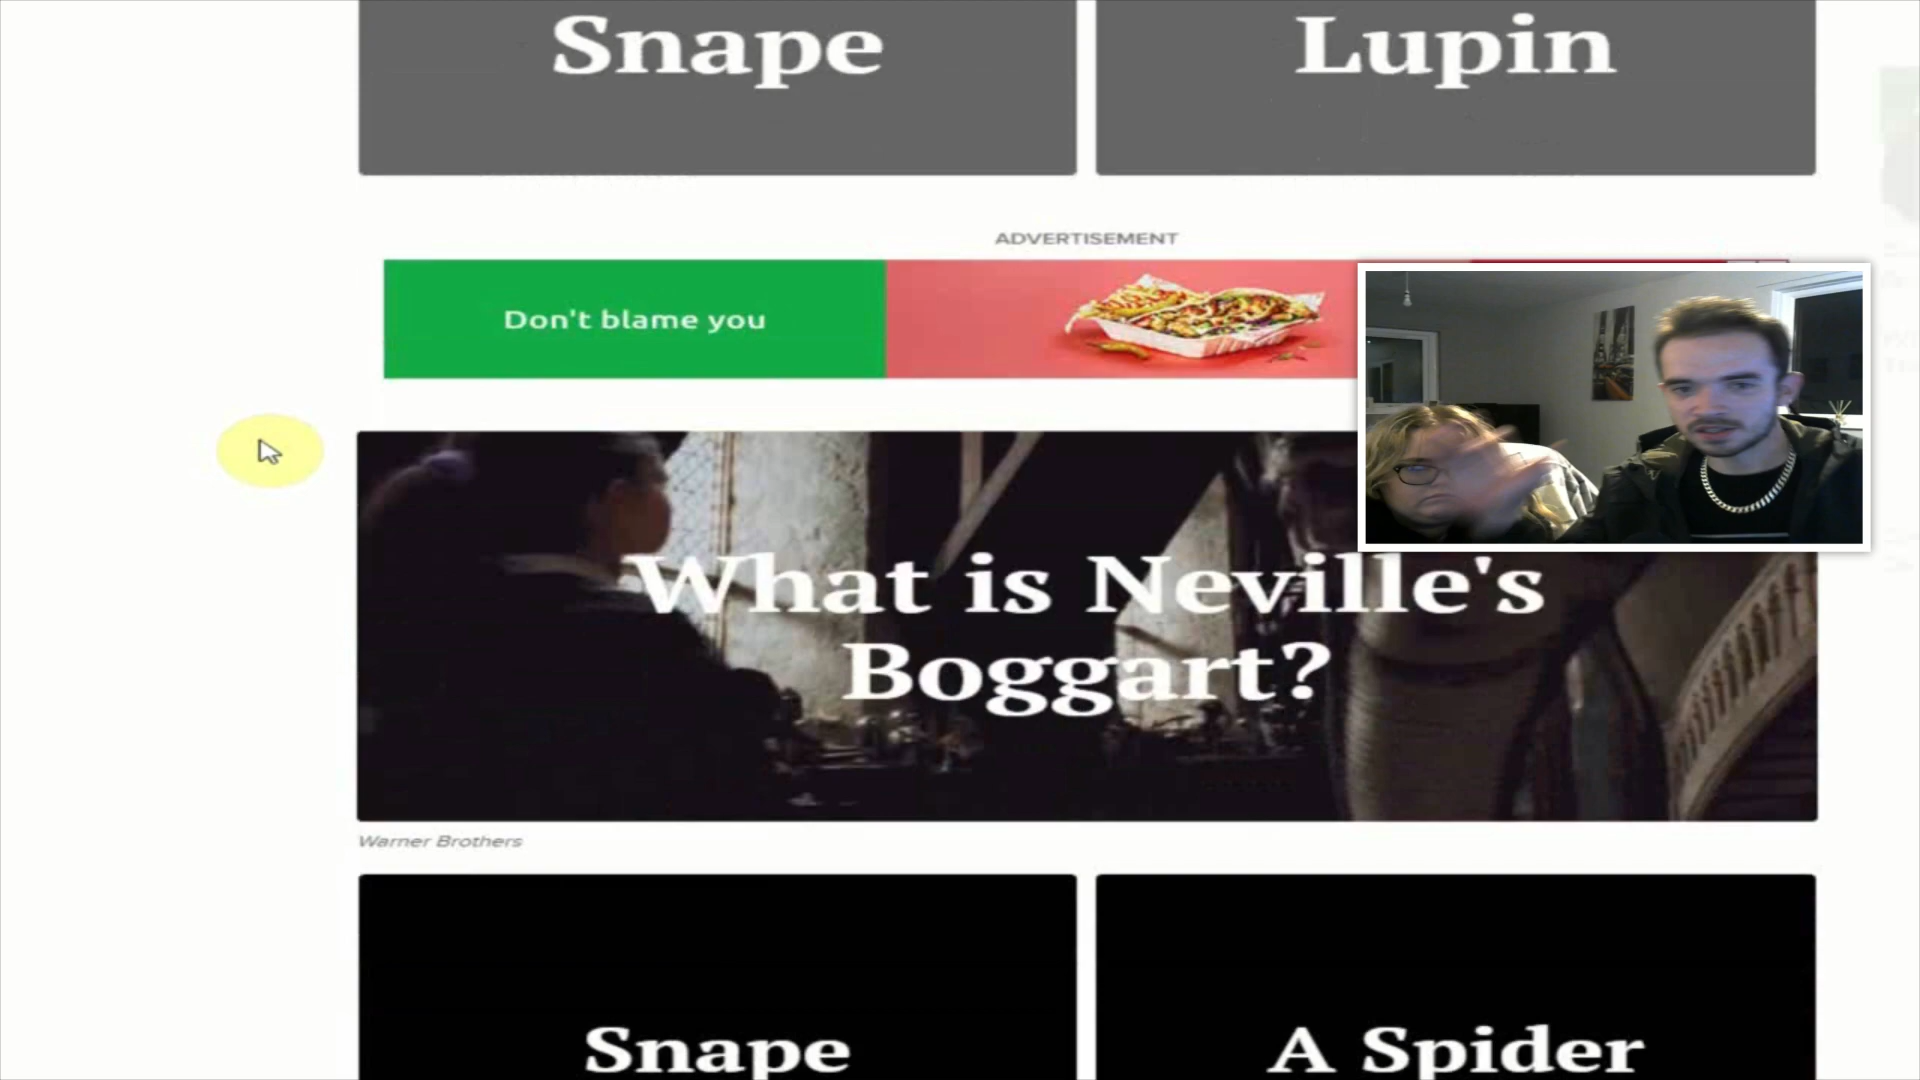 Snape
Lupin
ADVERTISEMENT
Don't blame you
What is Neville's
Boggart?
Warner Brothers
Snape
A Spider